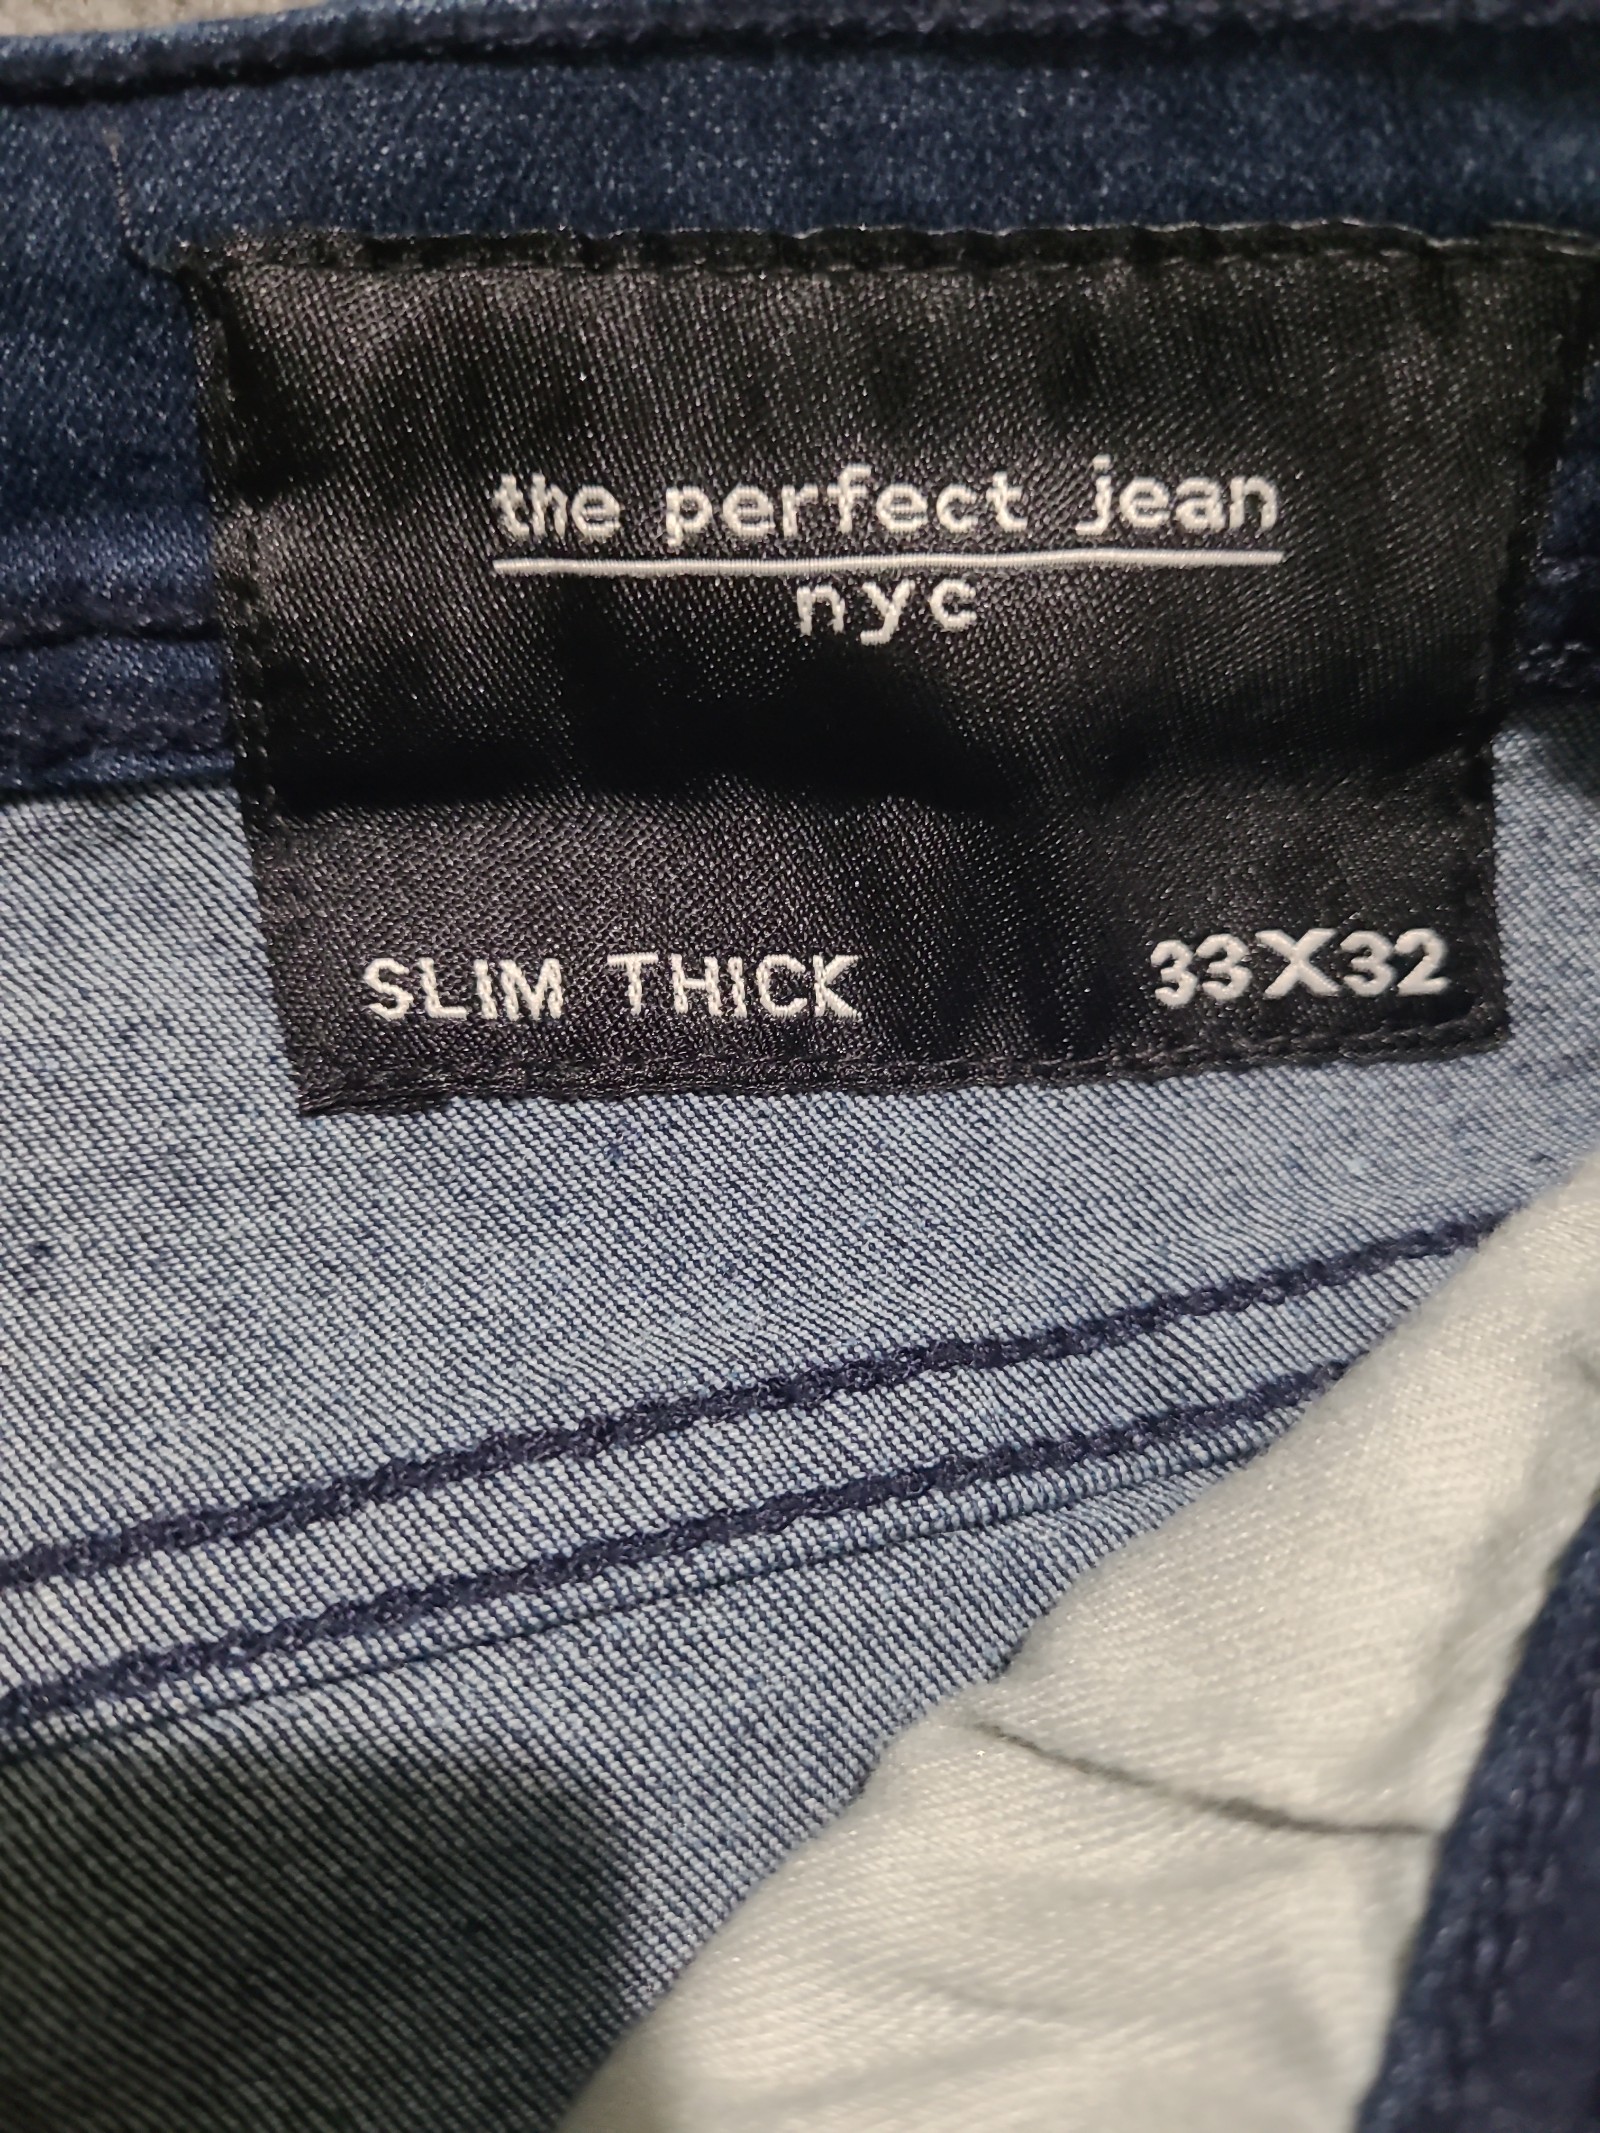 the perfect jean
nyc
SLIM THICK 33X32